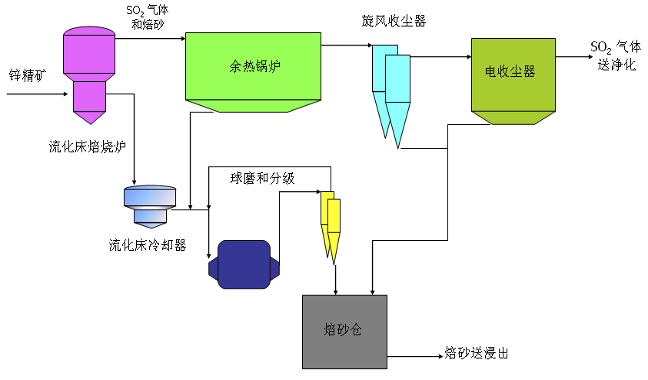 SO₂ 气体
和焙砂
旋风收尘器
锌精矿
余热锅炉
电收尘器
SO₂ 气体
送净化
流化床焙烧炉
球磨和分级
流化床冷却器
焙砂仓
焙砂送浸出